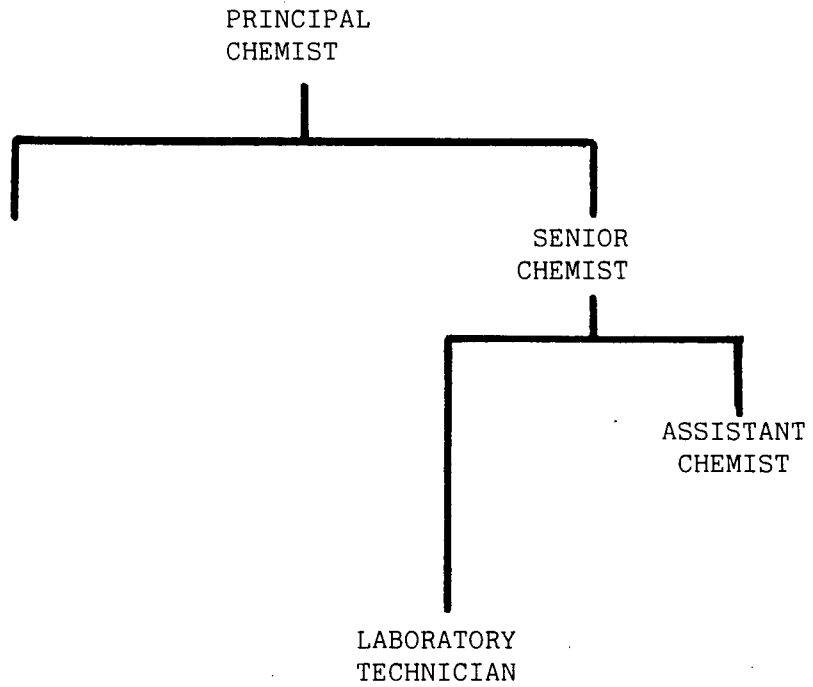 PRINCIPAL
CHEMIST
SENIOR
CHEMIST
ASSISTANT
CHEMIST
LABORATORY
TECHNICIAN